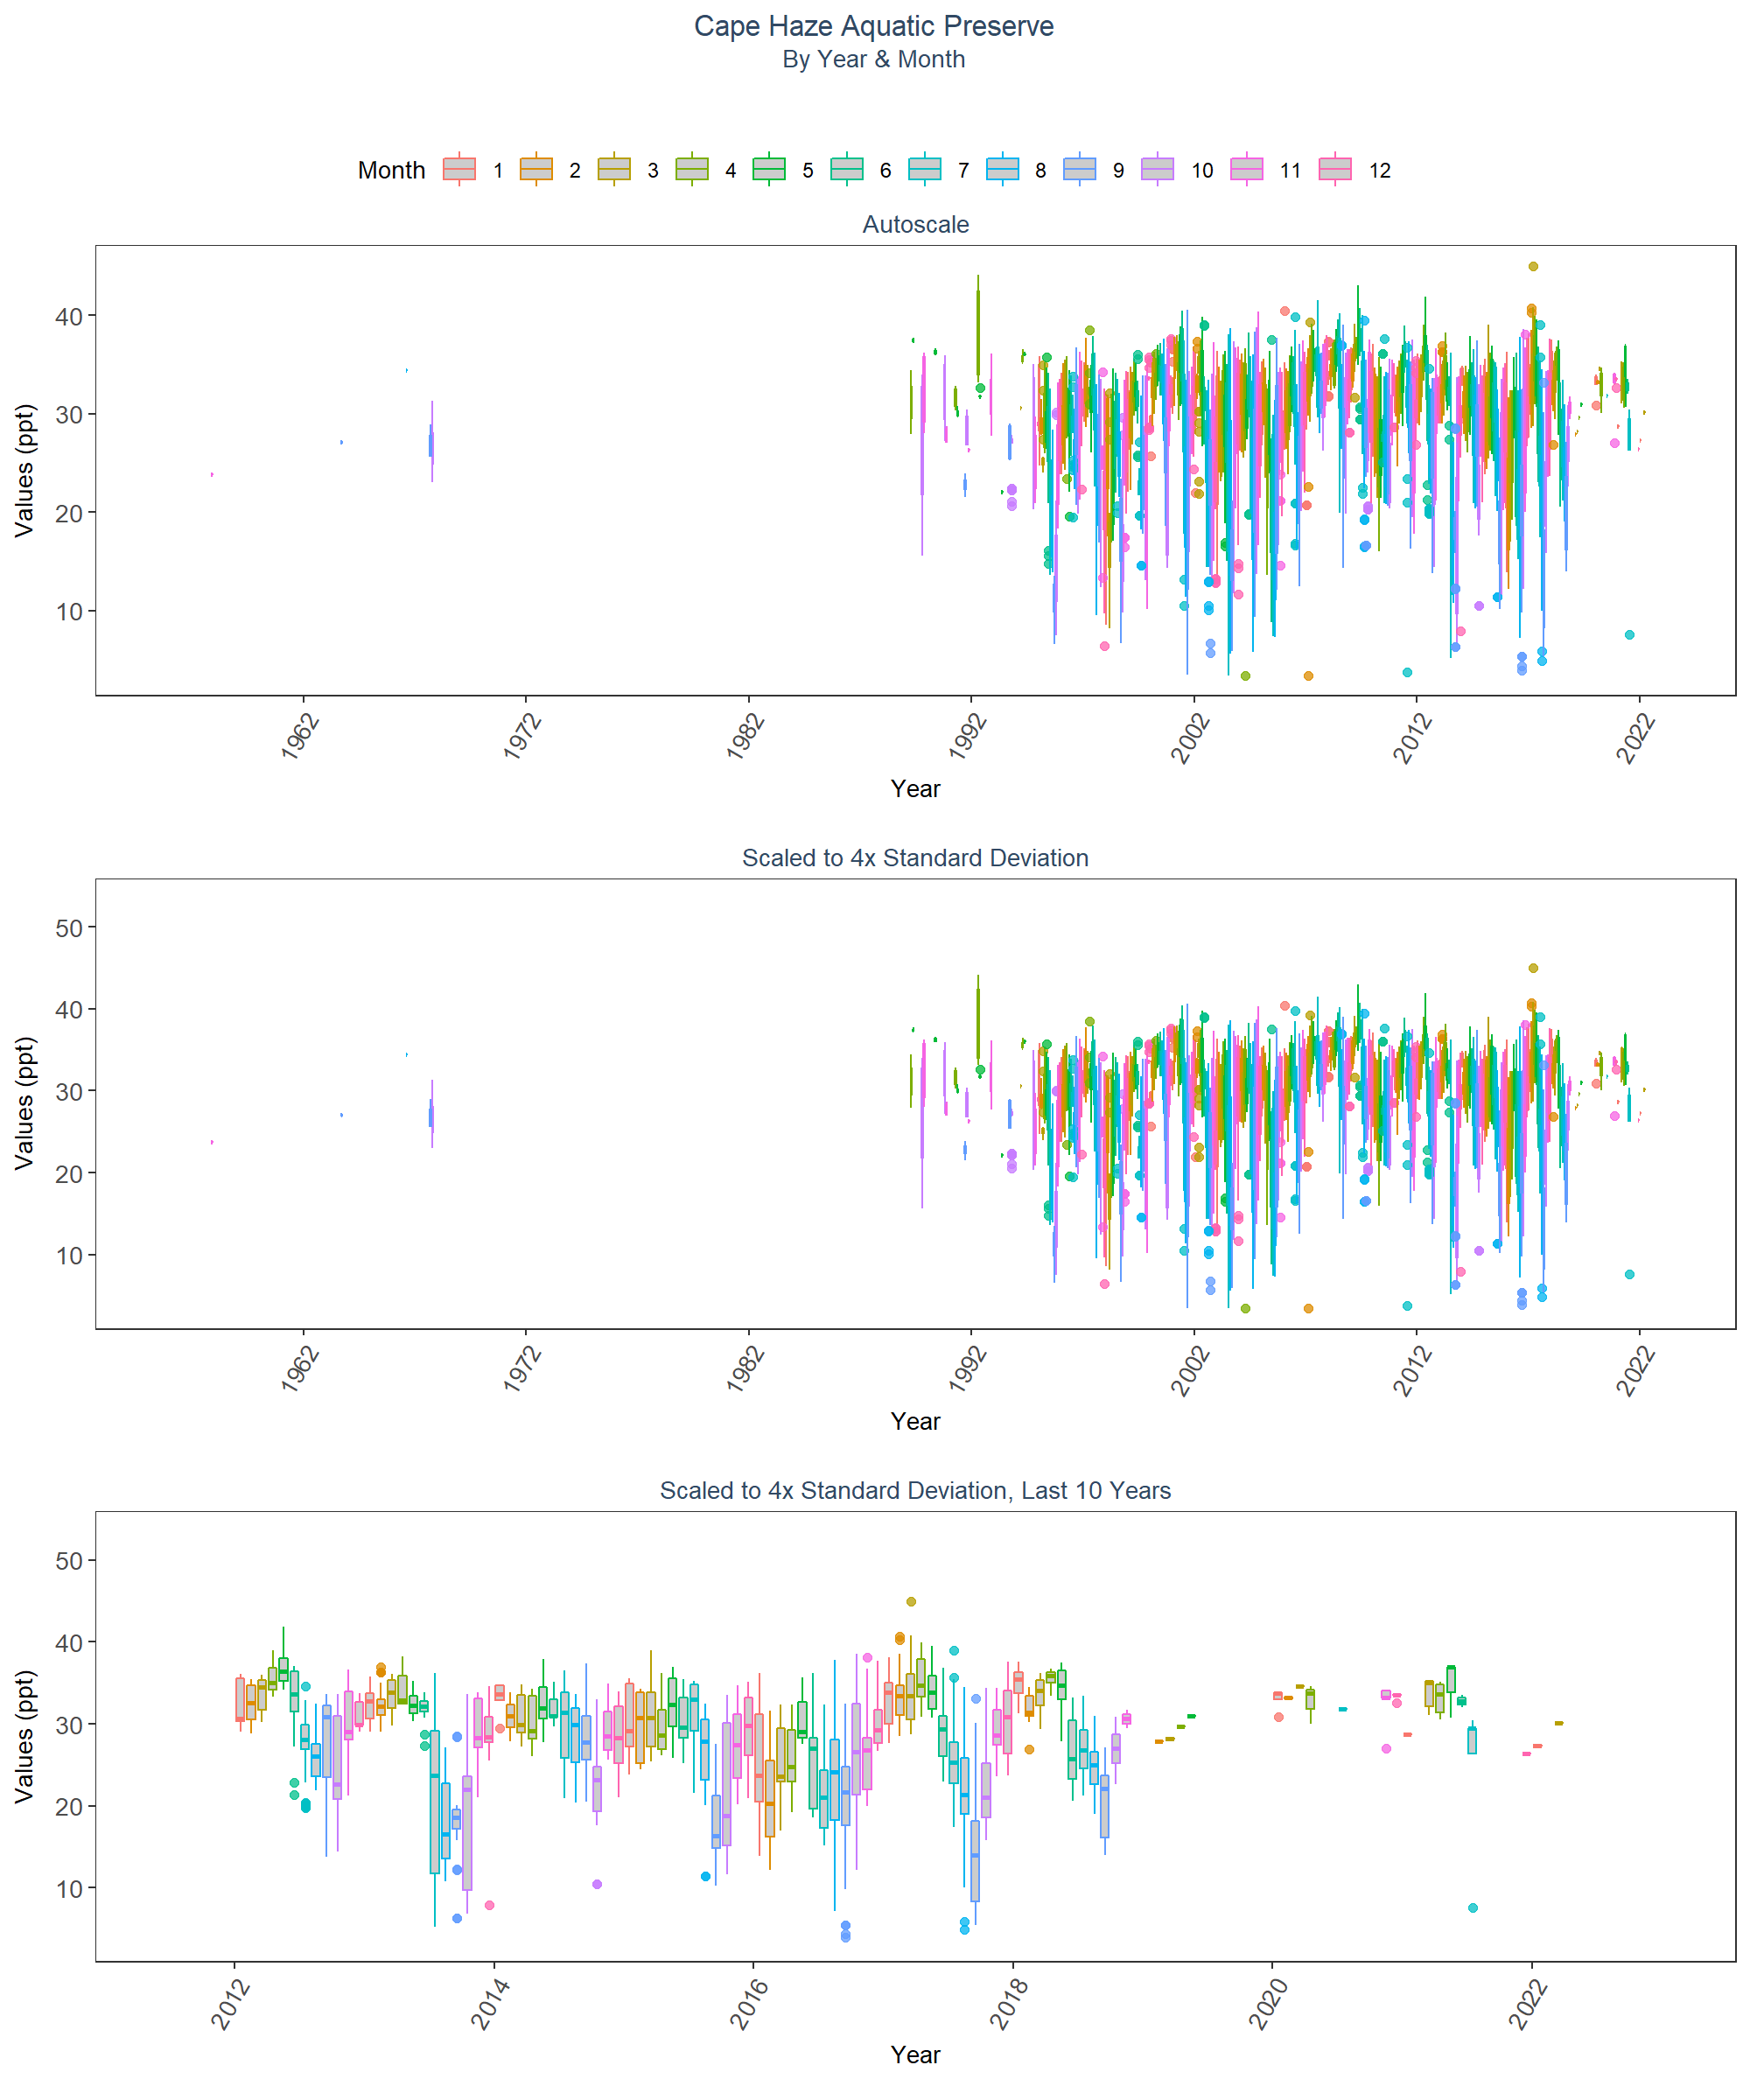 Cape Haze Aquatic Preserve
By Year & Month
Month 1 2 3 4 5 6 7 8 9 10 11 12
Autoscale
Values (ppt)
40
30
20
10
1962 1972 1982 1992 2002 2012 2022
Year
Scaled to 4x Standard Deviation
Values (ppt)
50
40
30
20
10
1962 1972 1982 1992 2002 2012 2022
Year
Scaled to 4x Standard Deviation, Last 10 Years
Values (ppt)
50
40
30
20
10
2012 2014 2016 2018 2020 2022
Year